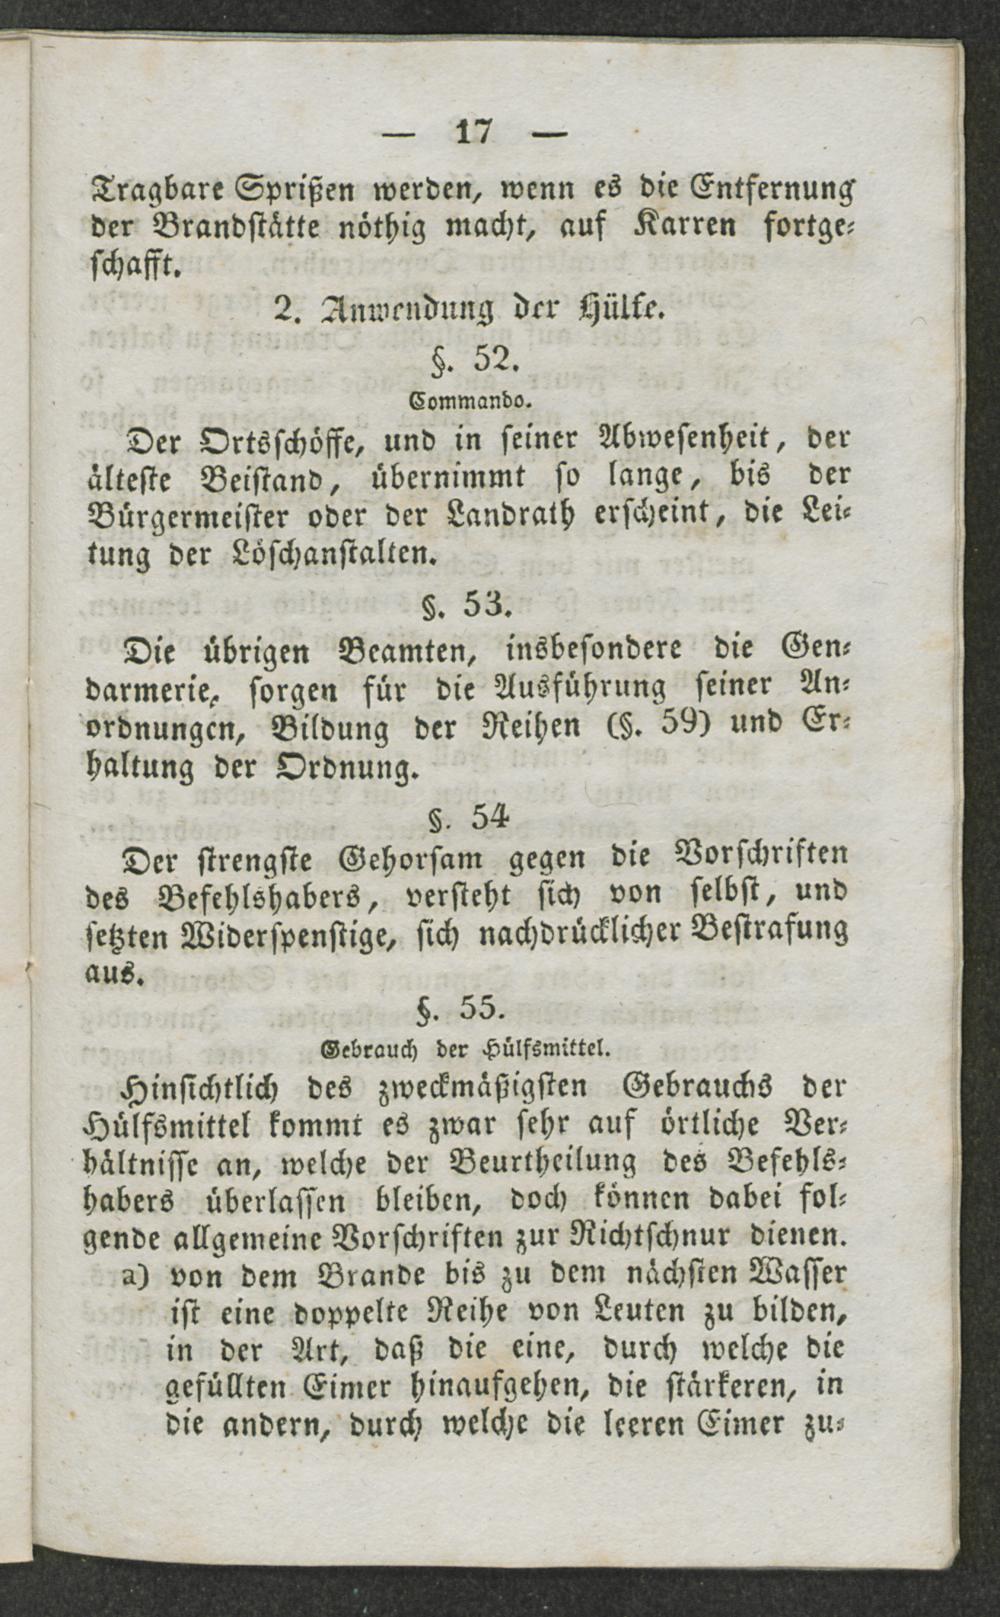 — 17 —
Tragbare Sprißen werden, wenn es die Entfernung
der Brandstätte nöthig macht, auf Karren fortge-
schafft.
2. Anwendung der Hülfe.
§. 52.
Commando.
Der Ortsschöffe, und in seiner Abwesenheit, der
älteste Beistand, übernimmt so lange, bis der
Bürgermeister oder der Landrath erscheint, die Lei-
tung der Löschanstalten.
§. 53.
Die übrigen Beamten, insbesondere die Gen-
darmerie, sorgen für die Ausführung seiner An-
ordnungen, Bildung der Reihen (§. 59) und Er-
haltung der Ordnung.
§. 54
Der strengste Gehorsam gegen die Vorschriften
des Befehlshabers, versteht sich von selbst, und
setzten Widerspenstige, sich nachdrücklicher Bestrafung
aus.
§. 55.
Gebrauch der Hülfsmittel.
Hinsichtlich des zweckmäßigsten Gebrauchs der
Hülfsmittel kommt es zwar sehr auf örtliche Ver-
hältnisse an, welche der Beurtheilung des Befehls-
habers überlassen bleiben, doch können dabei fol-
gende allgemeine Vorschriften zur Richtschnur dienen.
a) von dem Brande bis zu dem nächsten Wasser
ist eine doppelte Reihe von Leuten zu bilden,
in der Art, daß die eine, durch welche die
gefüllten Eimer hinaufgehen, die stärkeren, in
die andern, durch welche die leeren Eimer zu-